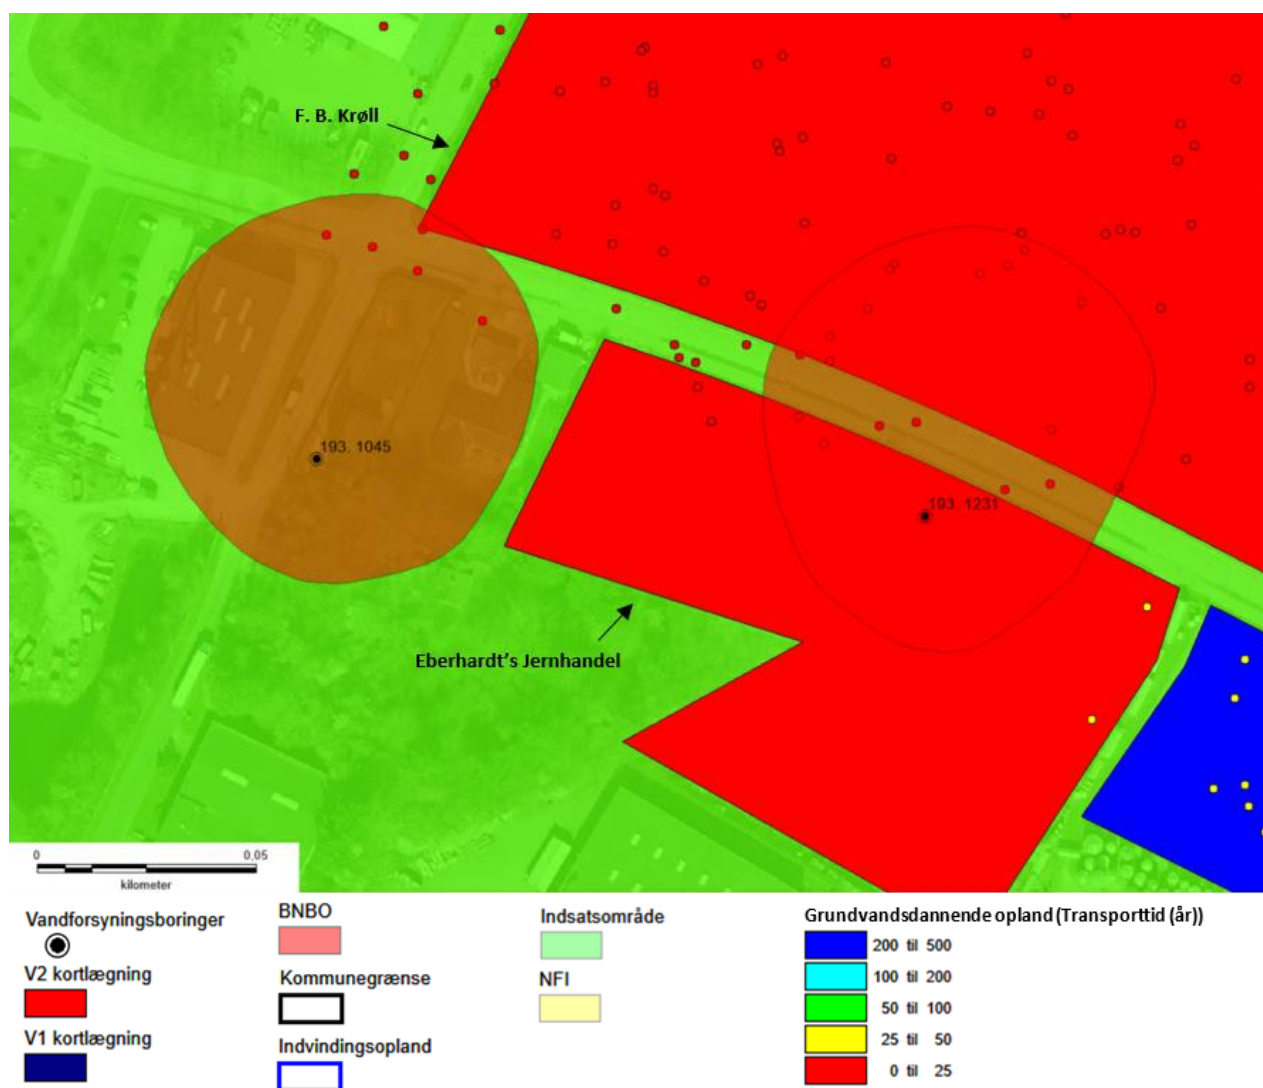 F. B. Krøll
193. 1045
193. 1231
Eberhardt's Jernhandel
0 0,05
kilometer
Vandforsyningsboringer
V2 kortlægning
V1 kortlægning
BNBO
Kommunegrænse
Indvindingsopland
Indsatsområde
NFI
Grundvandsdannende opland (Transporttid (år))
200 til 500
100 til 200
50 til 100
25 til 50
0 til 25